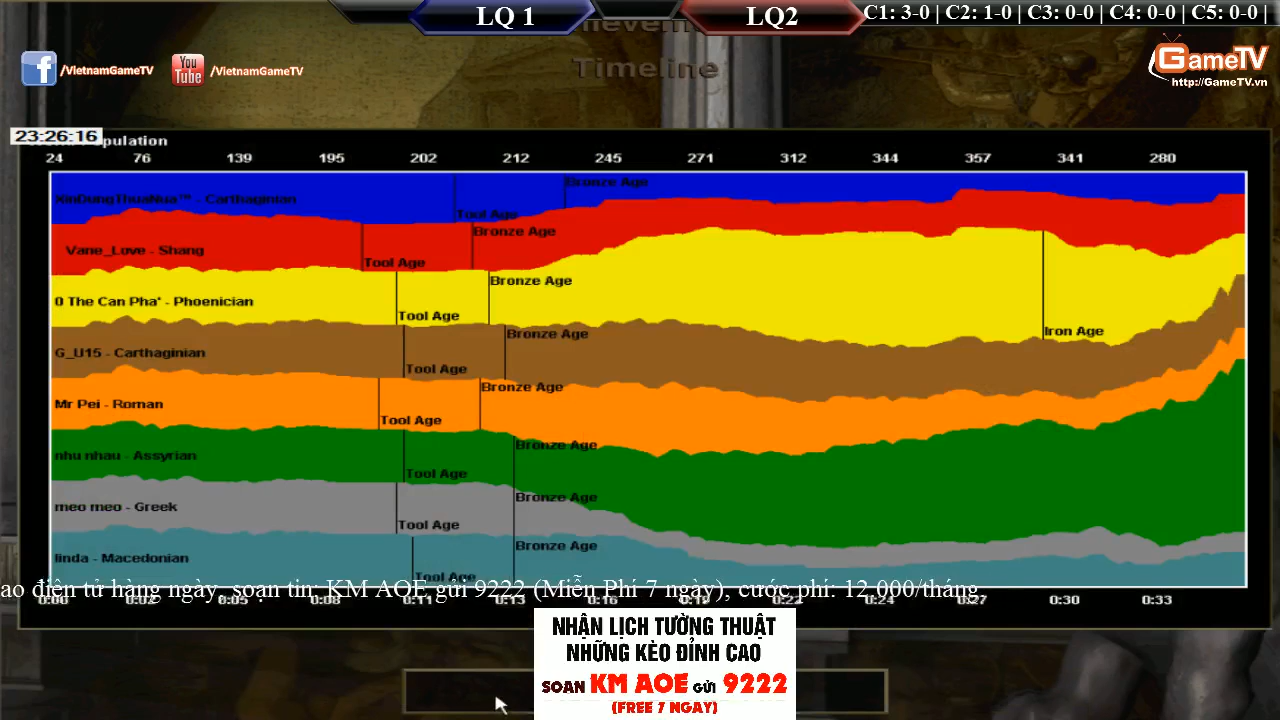 LQ 1
LQ2
C1: 3-0 | C2: 1-0 | C3: 0-0 | C4: 0-0 | C5: 0-0 |
Timeline
/VietnamGameTV
You Tube
/VietnamGameTV
GameTV
http://GameTV.vn
23:26:16
24 76 139 195 202 212 245 271 312 344 357 341 280
XinDungThuaNua™ - Carthaginian
Tool Age
Bronze Age
Vane_Love - Shang
Tool Age
Bronze Age
0 The Can Pha' - Phoenician
Tool Age
Bronze Age
Iron Age
G_U15 - Carthaginian
Tool Age
Bronze Age
Mr Pei - Roman
Tool Age
Bronze Age
nhu nhau - Assyrian
Tool Age
Bronze Age
meo meo - Greek
Tool Age
Bronze Age
linda - Macedonian
Tool Age
Bronze Age
ao điện tử hàng ngày, soạn tin: KM AOE gửi 9222 (Miễn Phí 7 ngày), cước phí: 12,000/tháng
0:00 0:02 0:05 0:08 0:11 0:13 0:16 0:19 0:22 0:24 0:27 0:30 0:33
NHẬN LỊCH TƯỜNG THUẬT
NHỮNG KÈO ĐỈNH CAO
SOẠN KM AOE gửi 9222
(FREE 7 NGAY)